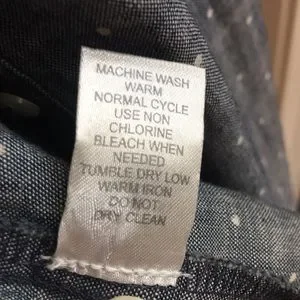 MACHINE WASH
WARM
NORMAL CYCLE
USE NON
CHLORINE
BLEACH WHEN
NEEDED
TUMBLE DRY LOW
WARM IRON
DO NOT
DRY CLEAN